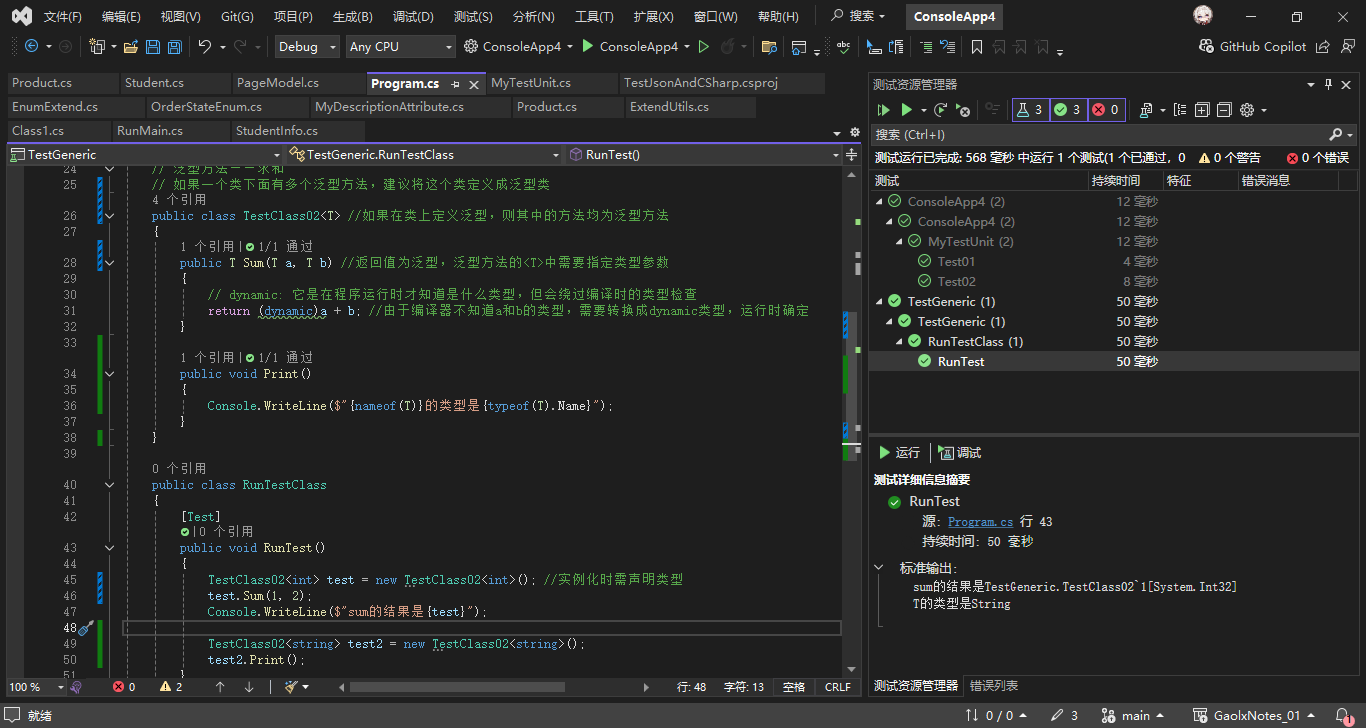 文件(F) 编辑(E) 视图(V) Git(G) 项目(P) 生成(B) 调试(D) 测试(S) 分析(N) 工具(T) 扩展(X) 窗口(W) 帮助(H) 搜索 ConsoleApp4
Debug Any CPU ConsoleApp4 ConsoleApp4 GitHub Copilot
Product.cs Student.cs PageModel.cs Program.cs MyTestUnit.cs TestJsonAndCSharp.csproj
EnumExtend.cs OrderStateEnum.cs MyDescriptionAttribute.cs Product.cs ExtendUtils.cs
Class1.cs RunMain.cs StudentInfo.cs
TestGeneric TestGeneric.RunTestClass RunTest()
24 // 泛型方法——求和
25 // 如果一个类下面有多个泛型方法，建议将这个类定义成泛型类
4 个引用
26 public class TestClass02<T> //如果在类上定义泛型，则其中的方法均为泛型方法
27 {
1 个引用|1/1 通过
28 public T Sum(T a, T b) //返回值为泛型，泛型方法的<T>中需要指定类型参数
29 {
30 // dynamic: 它是在程序运行时才知道是什么类型，但会绕过编译时的类型检查
31 return (dynamic)a + b; //由于编译器不知道a和b的类型，需要转换成dynamic类型，运行时确定
32 }
33
1 个引用|1/1 通过
34 public void Print()
35 {
36 Console.WriteLine($"{nameof(T)}的类型是{typeof(T).Name}");
37 }
38 }
39
0 个引用
40 public class RunTestClass
41 {
42 [Test]
|0 个引用
43 public void RunTest()
44 {
45 TestClass02<int> test = new TestClass02<int>(); //实例化时需声明类型
46 test.Sum(1, 2);
47 Console.WriteLine($"sum的结果是{test}");
48
49 TestClass02<string> test2 = new TestClass02<string>();
50 test2.Print();
51 }
100 % 0 2 行: 48 字符: 13 空格 CRLF
测试资源管理器
3 3 0
搜索 (Ctrl+I)
测试运行已完成: 568 毫秒 中运行 1 个测试(1 个已通过，0 0 个警告 0 个错误
测试 持续时间 特征 错误消息
ConsoleApp4 (2) 12 毫秒
ConsoleApp4 (2) 12 毫秒
MyTestUnit (2) 12 毫秒
Test01 4 毫秒
Test02 8 毫秒
TestGeneric (1) 50 毫秒
TestGeneric (1) 50 毫秒
RunTestClass (1) 50 毫秒
RunTest 50 毫秒
运行 调试
测试详细信息摘要
RunTest
源: Program.cs 行 43
持续时间: 50 毫秒
标准输出:
sum的结果是TestGeneric.TestClass02`1[System.Int32]
T的类型是String
测试资源管理器 错误列表
就绪 0 / 0 3 main GaolxNotes_01 1